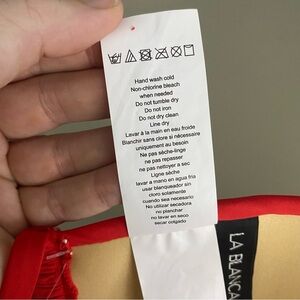 Hand wash cold
Non-chlorine bleach
when needed
Do not tumble dry
Do not iron
Do not dry clean
Line dry
Lavar à la main en eau froide
Blanchir sans clore si nécessaire
uniquement au besoin
Ne pas sèche-linge
ne pas repasser
ne pas nettoyer a sec
Ligne sèche
lavar a mano en agua fria
usar blanqueador sin
cloro solamente
cuando sea necesario
No utilizar secadora
no planchar
no lavar en seco
secar colgado
LA BLANC